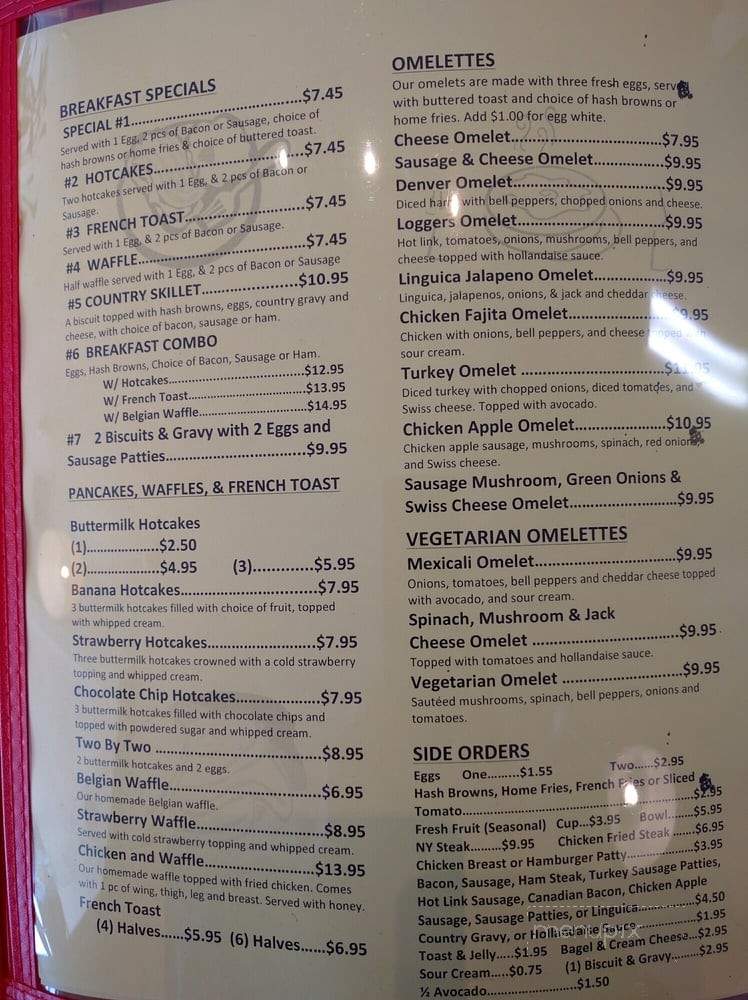 BREAKFAST SPECIALS
SPECIAL #1..............................$7.45
Served with 1 Egg, 2 pcs of Bacon or Sausage, choice of
hash browns or home fries & choice of buttered toast.
#2 HOTCAKES........................$7.45
Two hotcakes served with 1 Egg, & 2 pcs of Bacon or
Sausage.
#3 FRENCH TOAST....................$7.45
Served with 1 Egg, & 2 pcs of Bacon or Sausage.
#4 WAFFLE............................$7.45
Half waffle served with 1 Egg, & 2 pcs of Bacon or Sausage
#5 COUNTRY SKILLET................$10.95
A biscuit topped with hash browns, eggs, country gravy and
cheese, with choice of bacon, sausage or ham.
#6 BREAKFAST COMBO
Eggs, Hash Browns, Choice of Bacon, Sausage or Ham.
W/ Hotcakes..............................$12.95
W/ French Toast..........................$13.95
W/ Belgian Waffle........................$14.95
#7 2 Biscuits & Gravy with 2 Eggs and
Sausage Patties..........................$9.95
PANCAKES, WAFFLES, & FRENCH TOAST
Buttermilk Hotcakes
(1)..................$2.50
(2)..................$4.95 (3)............$5.95
Banana Hotcakes......................$7.95
3 buttermilk hotcakes filled with choice of fruit, topped
with whipped cream.
Strawberry Hotcakes..................$7.95
Three buttermilk hotcakes crowned with a cold strawberry
topping and whipped cream.
Chocolate Chip Hotcakes..............$7.95
3 buttermilk hotcakes filled with chocolate chips and
topped with powdered sugar and whipped cream.
Two By Two ..........................$8.95
2 buttermilk hotcakes and 2 eggs.
Belgian Waffle.......................$6.95
Our homemade Belgian waffle.
Strawberry Waffle....................$8.95
Served with cold strawberry topping and whipped cream.
Chicken and Waffle...................$13.95
Our homemade waffle topped with fried chicken. Comes
with 1 pc of wing, thigh, leg and breast. Served with honey.
French Toast
(4) Halves......$5.95 (6) Halves......$6.95
OMELETTES
Our omelets are made with three fresh eggs,
with buttered toast and choice of hash browns or
home fries. Add $1.00 for egg white.
Cheese Omelet..............................$7.95
Sausage & Cheese Omelet................$9.95
Denver Omelet..............................$9.95
Diced ham with bell peppers, chopped onions and cheese.
Loggers Omelet............................$9.95
Hot link, tomatoes, onions, mushrooms, bell peppers, and
cheese topped with hollandaise sauce.
Linguica Jalapeno Omelet................$9.95
Linguica, jalapenos, onions, & jack and cheddar cheese.
Chicken Fajita Omelet....................$9.95
Chicken with onions, bell peppers, and cheese topped with
sour cream.
Turkey Omelet ............................$11.95
Diced turkey with chopped onions, diced tomatoes, and
Swiss cheese. Topped with avocado.
Chicken Apple Omelet....................$10.95
Chicken apple sausage, mushrooms, spinach, red onions,
and Swiss cheese.
Sausage Mushroom, Green Onions &
Swiss Cheese Omelet......................$9.95
VEGETARIAN OMELETTES
Mexicali Omelet............................$9.95
Onions, tomatoes, bell peppers and cheddar cheese topped
with avocado, and sour cream.
Spinach, Mushroom & Jack
Cheese Omelet ............................$9.95
Topped with tomatoes and hollandaise sauce.
Vegetarian Omelet ........................$9.95
Sautéed mushrooms, spinach, bell peppers, onions and
tomatoes.
SIDE ORDERS
Eggs One.........$1.55 Two......$2.95
Hash Browns, Home Fries, French Fries or Sliced
Tomato..............................................$2.95
Fresh Fruit (Seasonal) Cup...$3.95 Bowl.......$5.95
NY Steak.........$9.95 Chicken Fried Steak .......$6.95
Chicken Breast or Hamburger Patty..............$3.95
Bacon, Sausage, Ham Steak, Turkey Sausage Patties,
Hot Link Sausage, Canadian Bacon, Chicken Apple
Sausage, Sausage Patties, or Linguica............$4.50
Country Gravy, or Hollandaise Sauce............$1.95
Toast & Jelly.....$1.95 Bagel & Cream Cheese...$2.95
Sour Cream.....$0.75 (1) Biscuit & Gravy.......$2.95
½ Avocado..........................$1.50
menupix